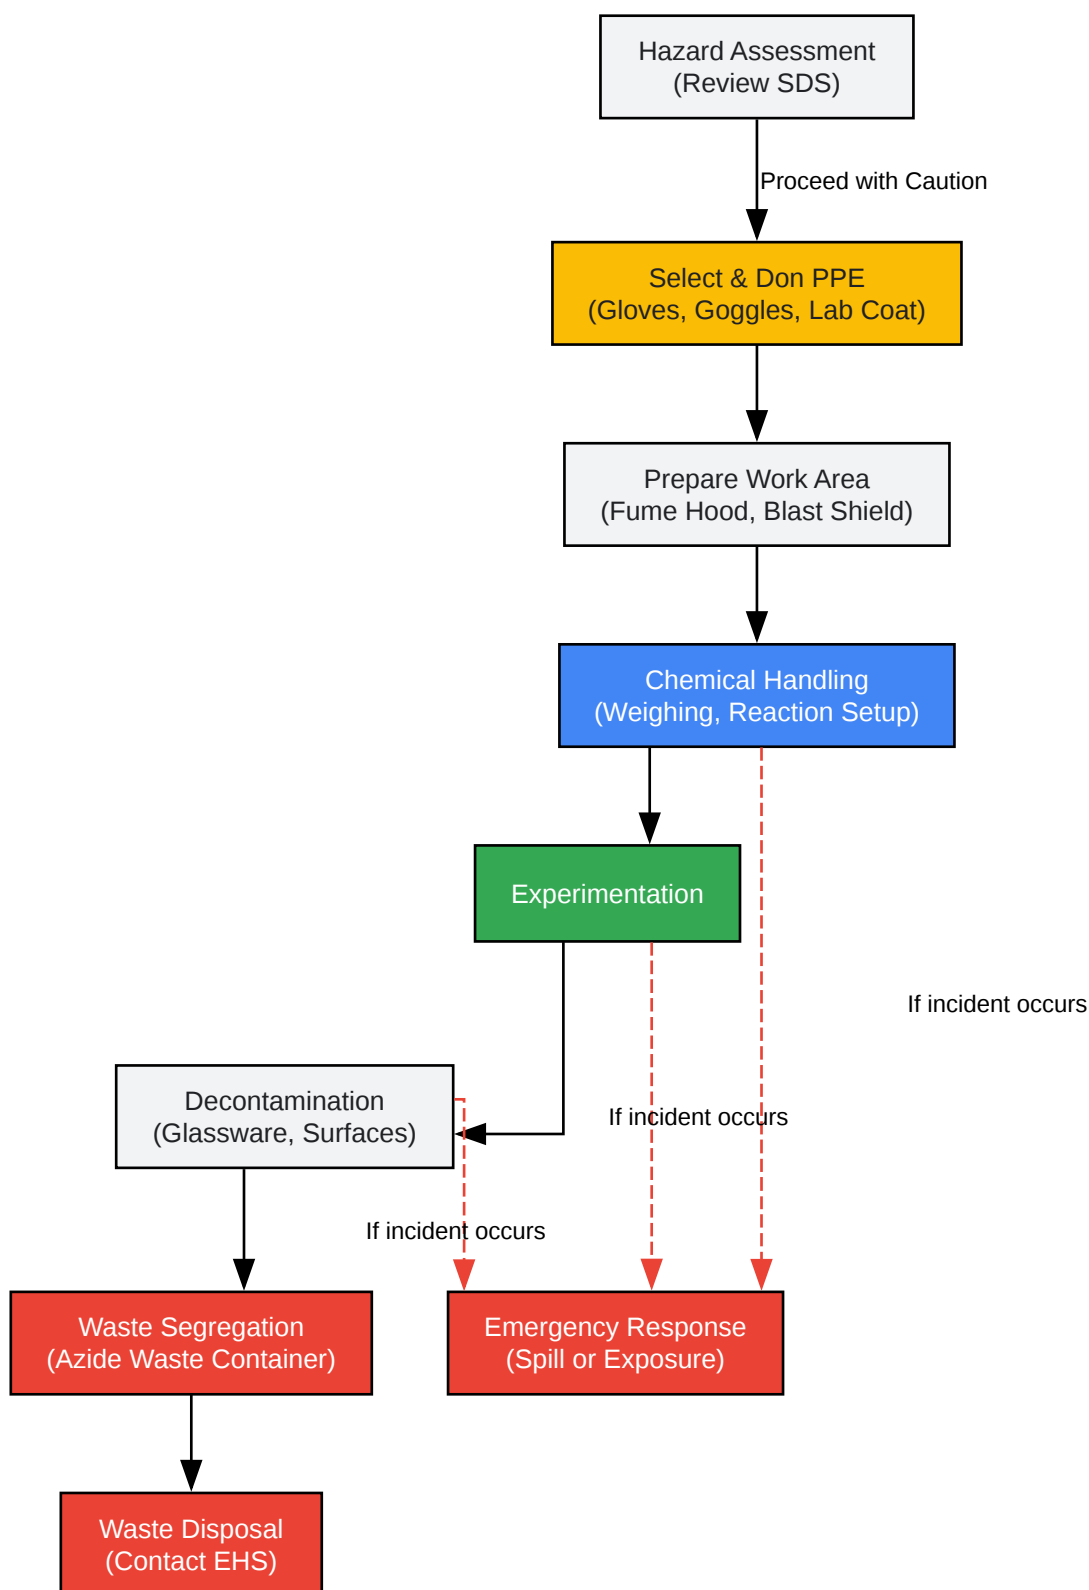 Hazard Assessment
(Review SDS)
Proceed with Caution
Select & Don PPE
(Gloves, Goggles, Lab Coat)
Prepare Work Area
(Fume Hood, Blast Shield)
Chemical Handling
(Weighing, Reaction Setup)
Experimentation
If incident occurs
Decontamination
(Glassware, Surfaces)
If incident occurs
If incident occurs
Waste Segregation
(Azide Waste Container)
Emergency Response
(Spill or Exposure)
Waste Disposal
(Contact EHS)